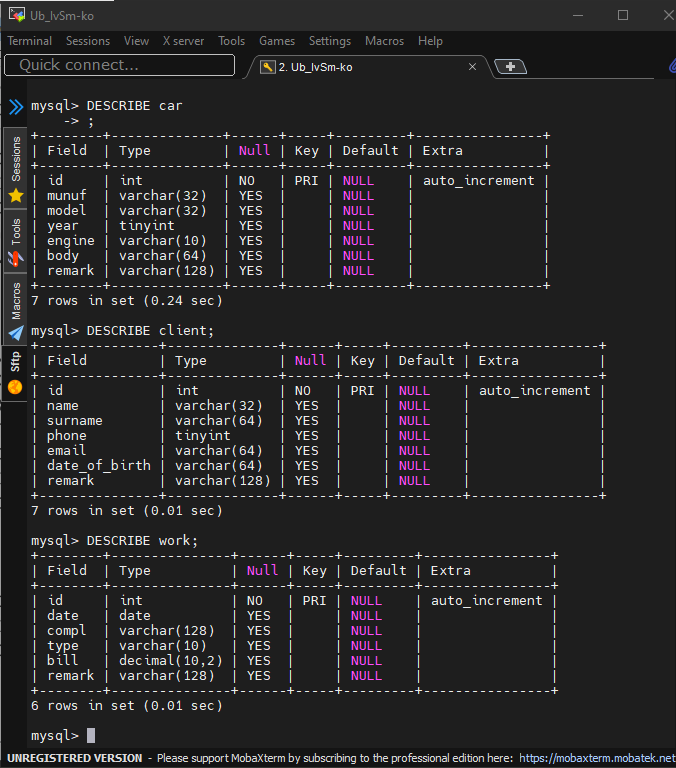 Ub_lvSm-ko
Terminal Sessions View X server Tools Games Settings Macros Help
Quick connect...
2. Ub_lvSm-ko
Sessions
Tools
Macros
Sftp
mysql> DESCRIBE car
    -> ;
+--------+--------------+------+-----+---------+----------------+
| Field  | Type         | Null | Key | Default | Extra          |
+--------+--------------+------+-----+---------+----------------+
| id     | int          | NO   | PRI | NULL    | auto_increment |
| munuf  | varchar(32)  | YES  |     | NULL    |                |
| model  | varchar(32)  | YES  |     | NULL    |                |
| year   | tinyint      | YES  |     | NULL    |                |
| engine | varchar(10)  | YES  |     | NULL    |                |
| body   | varchar(64)  | YES  |     | NULL    |                |
| remark | varchar(128) | YES  |     | NULL    |                |
+--------+--------------+------+-----+---------+----------------+
7 rows in set (0.24 sec)
mysql> DESCRIBE client;
+---------------+--------------+------+-----+---------+----------------+
| Field         | Type         | Null | Key | Default | Extra          |
+---------------+--------------+------+-----+---------+----------------+
| id            | int          | NO   | PRI | NULL    | auto_increment |
| name          | varchar(32)  | YES  |     | NULL    |                |
| surname       | varchar(64)  | YES  |     | NULL    |                |
| phone         | tinyint      | YES  |     | NULL    |                |
| email         | varchar(64)  | YES  |     | NULL    |                |
| date_of_birth | varchar(64)  | YES  |     | NULL    |                |
| remark        | varchar(128) | YES  |     | NULL    |                |
+---------------+--------------+------+-----+---------+----------------+
7 rows in set (0.01 sec)
mysql> DESCRIBE work;
+--------+---------------+------+-----+---------+----------------+
| Field  | Type          | Null | Key | Default | Extra          |
+--------+---------------+------+-----+---------+----------------+
| id     | int           | NO   | PRI | NULL    | auto_increment |
| date   | date          | YES  |     | NULL    |                |
| compl  | varchar(128)  | YES  |     | NULL    |                |
| type   | varchar(10)   | YES  |     | NULL    |                |
| bill   | decimal(10,2) | YES  |     | NULL    |                |
| remark | varchar(128)  | YES  |     | NULL    |                |
+--------+---------------+------+-----+---------+----------------+
6 rows in set (0.01 sec)
mysql>
UNREGISTERED VERSION - Please support MobaXterm by subscribing to the professional edition here: https://mobaxterm.mobatek.net